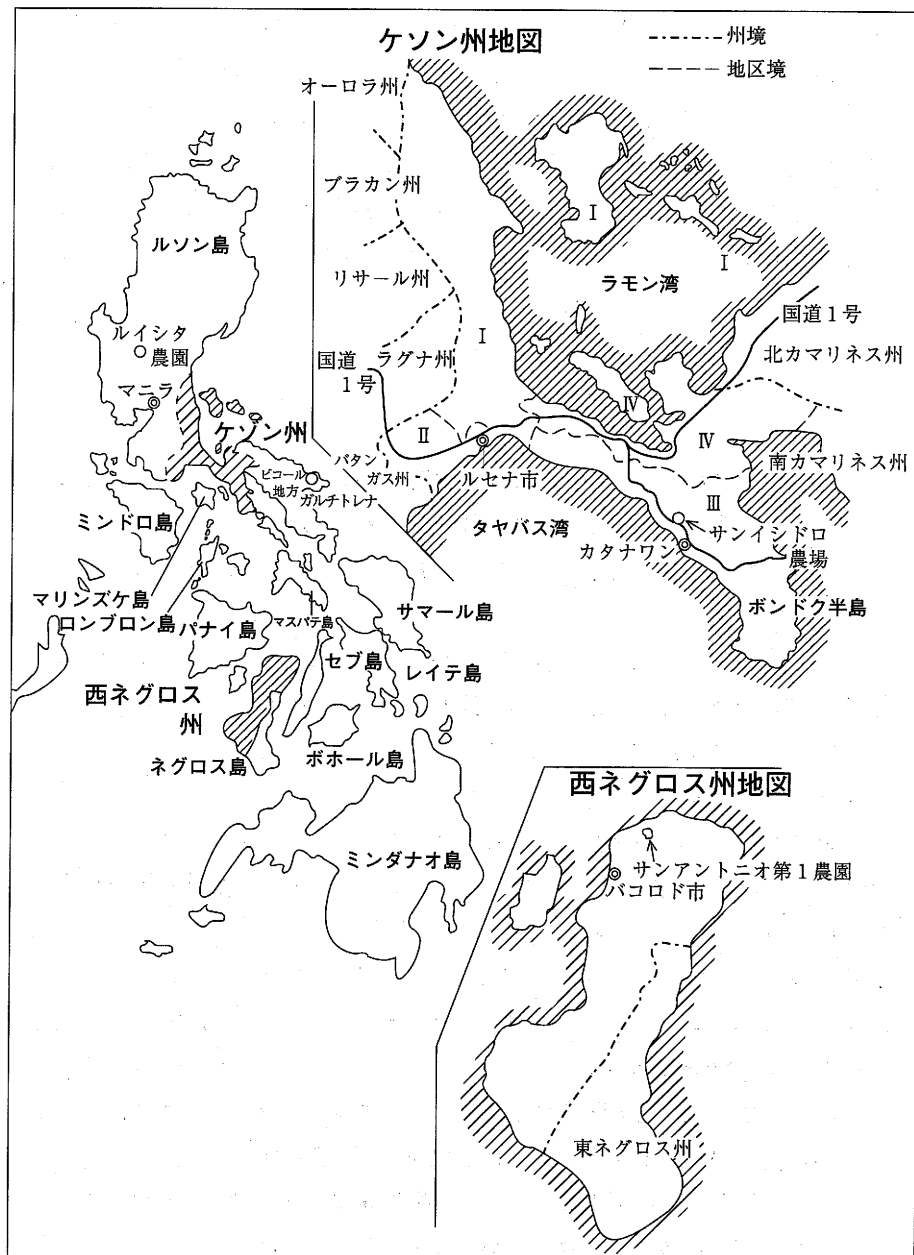 ケソン州地図
州境
地区境
オーロラ州
ブラカン州
リサール州
ラグナ州
国道
1号
バタン
ガス州
Ⅰ
Ⅰ
Ⅰ
Ⅱ
Ⅲ
Ⅳ
Ⅳ
ラモン湾
国道1号
北カマリネス州
南カマリネス州
ルセナ市
タヤバス湾
サンイシドロ
農場
カタナワン
ボンドク半島
ルソン島
ルイシタ
農園
マニラ
ケゾン州
ビコール
地方
ガルチトレナ
ミンドロ島
マリンズケ島
ロンブロン島
パナイ島
マスバテ島
サマール島
セブ島
レイテ島
西ネグロス
州
ネグロス島
ボホール島
ミンダナオ島
西ネグロス州地図
サンアントニオ第1農園
バコロド市
東ネグロス州